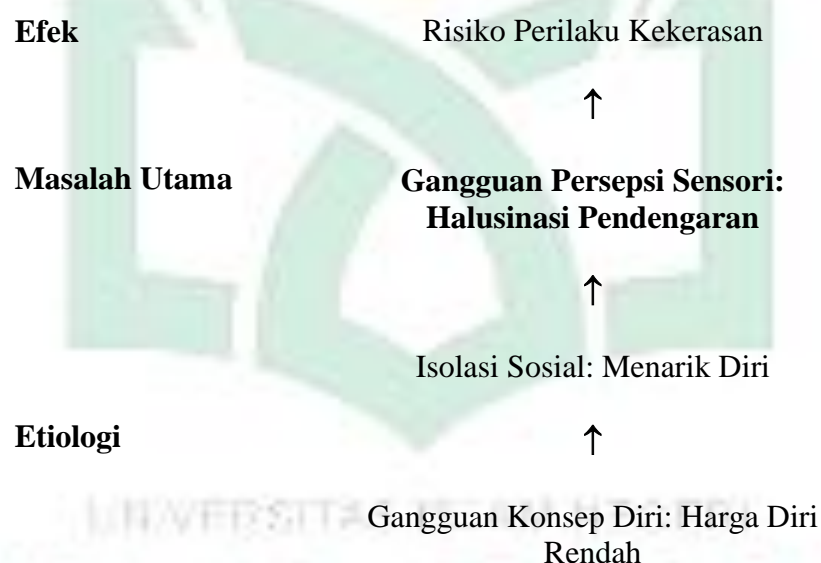 Efek Risiko Perilaku Kekerasan
↑
Masalah Utama Gangguan Persepsi Sensori:
Halusinasi Pendengaran
↑
Isolasi Sosial: Menarik Diri
Etiologi ↑
Gangguan Konsep Diri: Harga Diri
Rendah